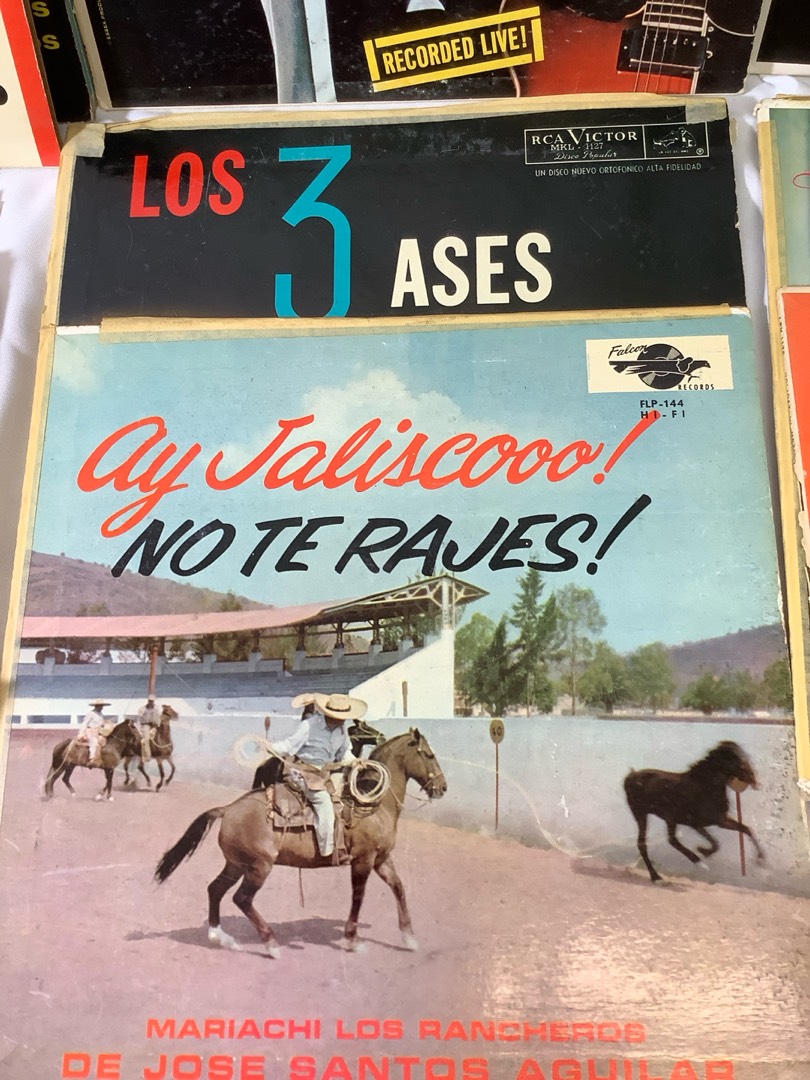 S
OS
RECORDED LIVE!
RCA VICTOR
MKL-1127
Disco Popular
UN DISCO NUEVO ORTOFONICO ALTA FIDELIDAD
LOS 3 ASES
Falcon
RECORDS
FLP-144
HI-FI
Ay Jaliscooo!
NO TE RAJES!
40
MARIACHI LOS RANCHEROS
DE JOSE SANTOS AGUILAR